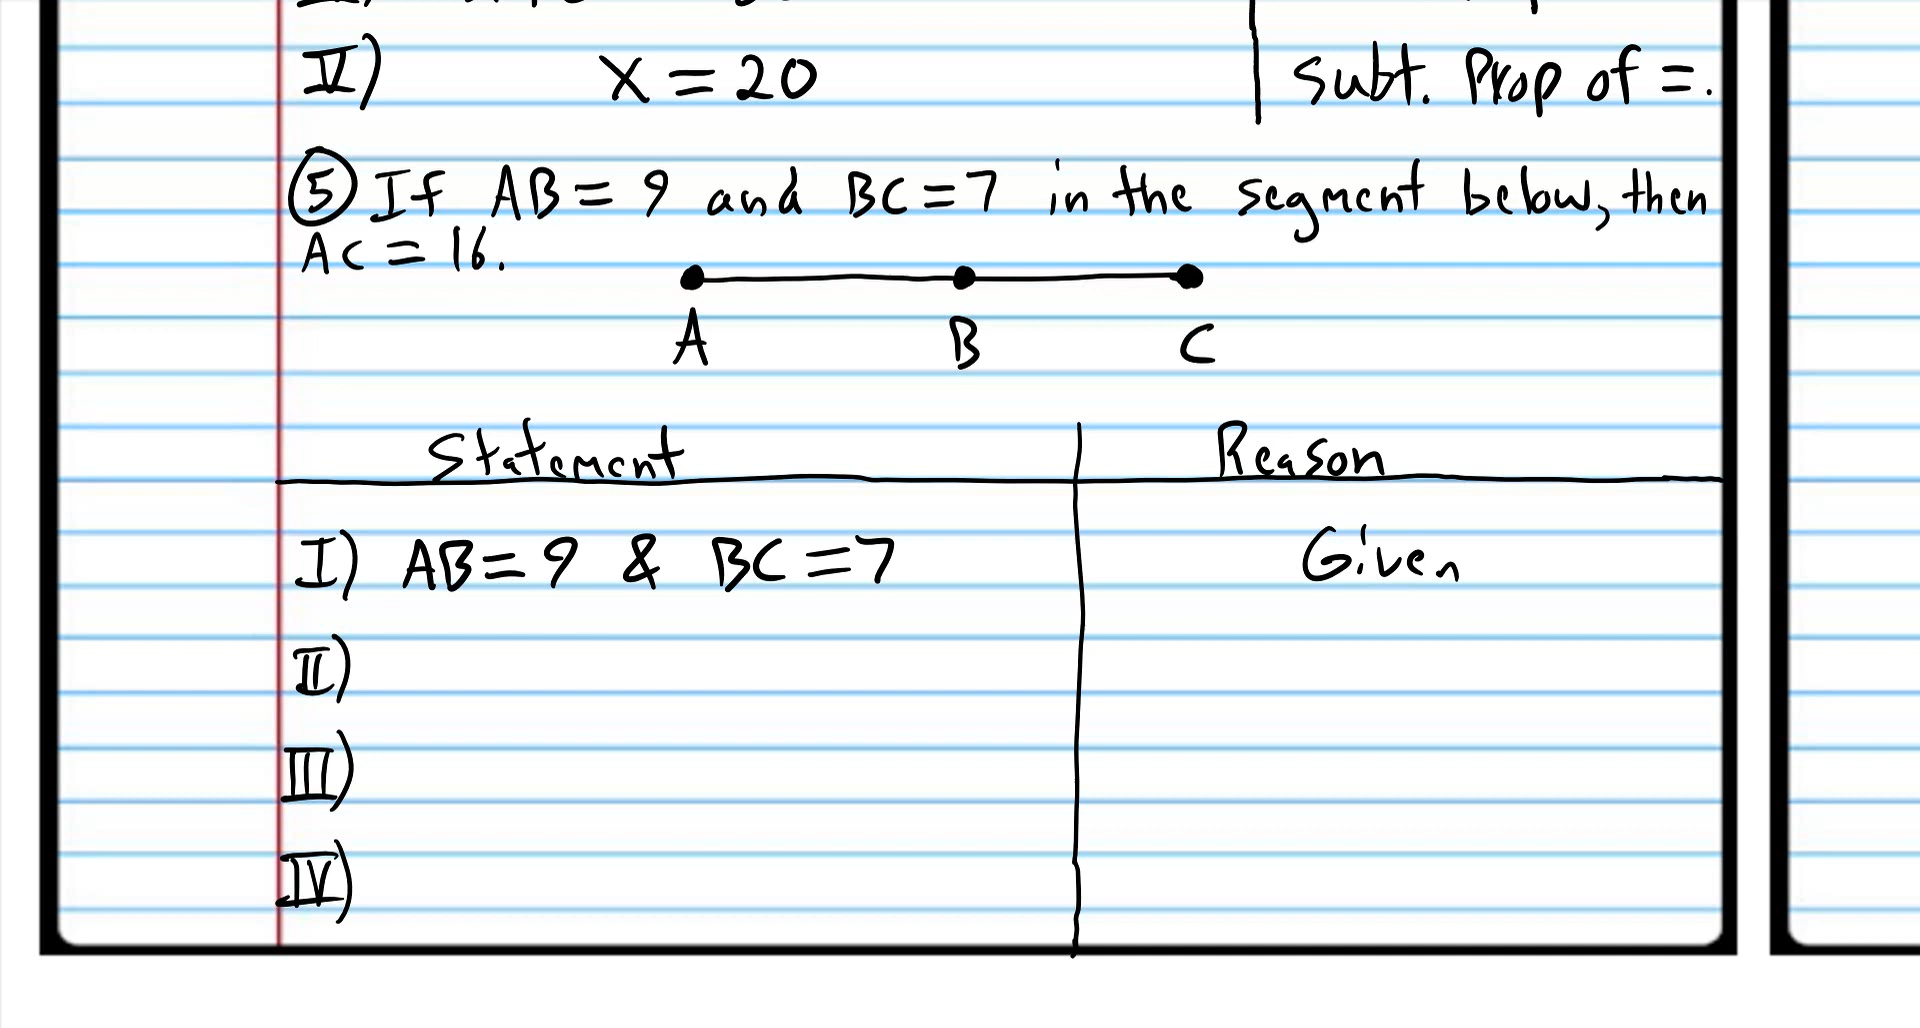 IV) X = 20 Subt. Prop of =.
5 If AB = 9 and BC = 7 in the segment below, then
AC = 16.
A B C
Statement Reason
I) AB = 9 & BC = 7 Given
II)
III)
IV)